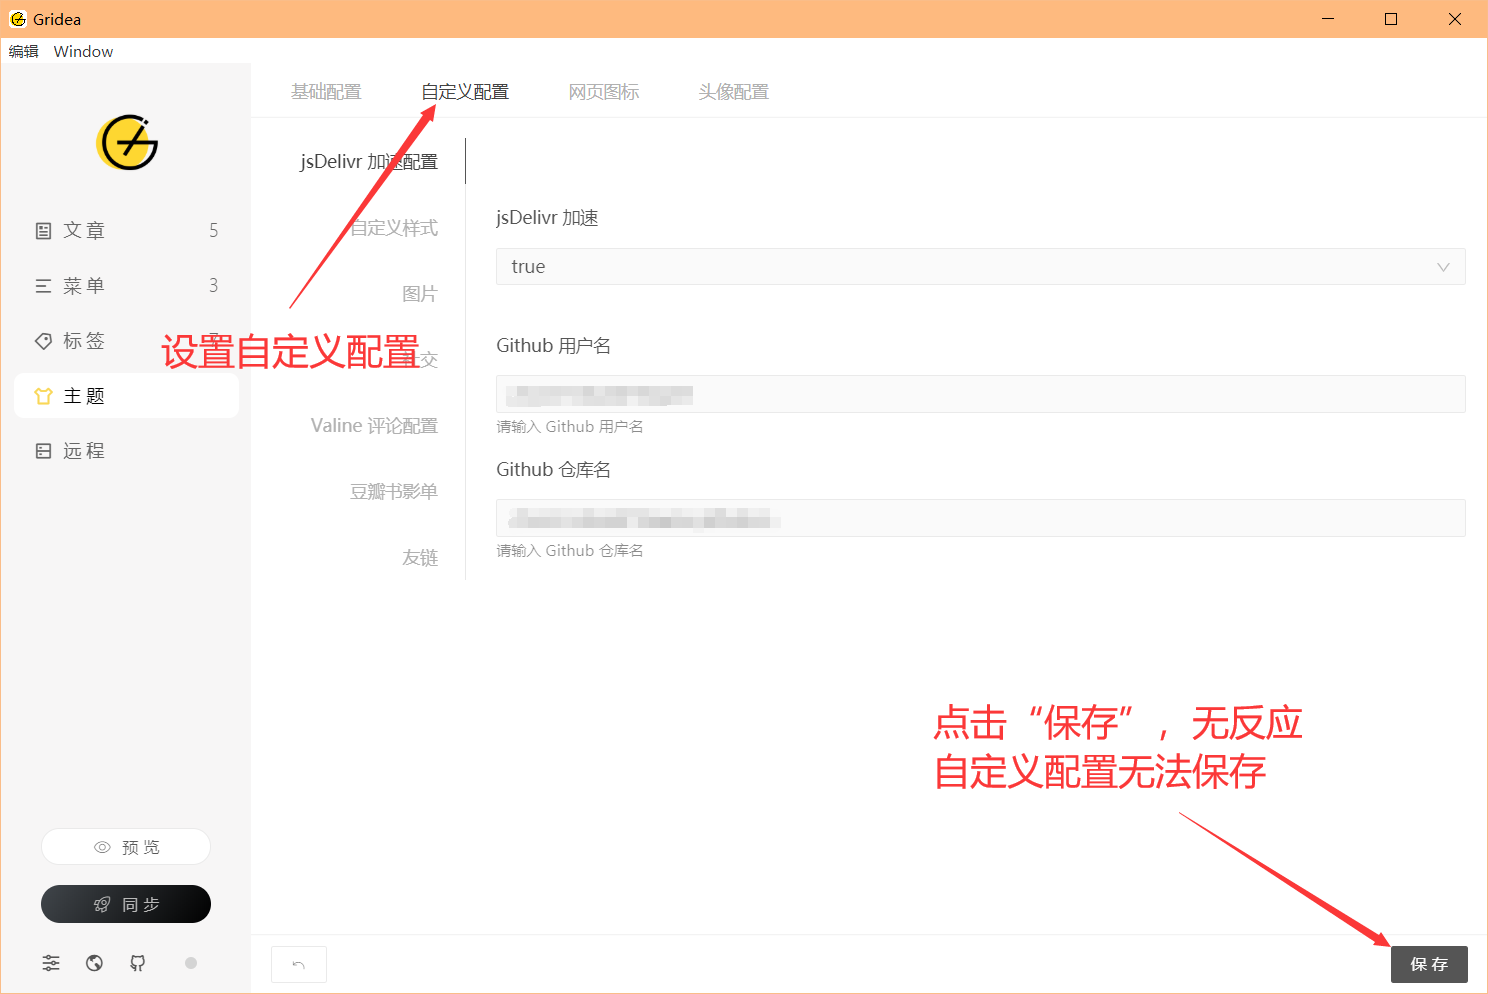 Gridea
编辑 Window
基础配置 自定义配置 网页图标 头像配置
jsDelivr 加速配置
自定义样式
图片
社交
Valine 评论配置
豆瓣书影单
友链
文章 5
菜单 3
标签
主题
远程
设置自定义配置
jsDelivr 加速
true
Github 用户名
请输入 Github 用户名
Github 仓库名
请输入 Github 仓库名
点击“保存”，无反应
自定义配置无法保存
预览
同步
保存